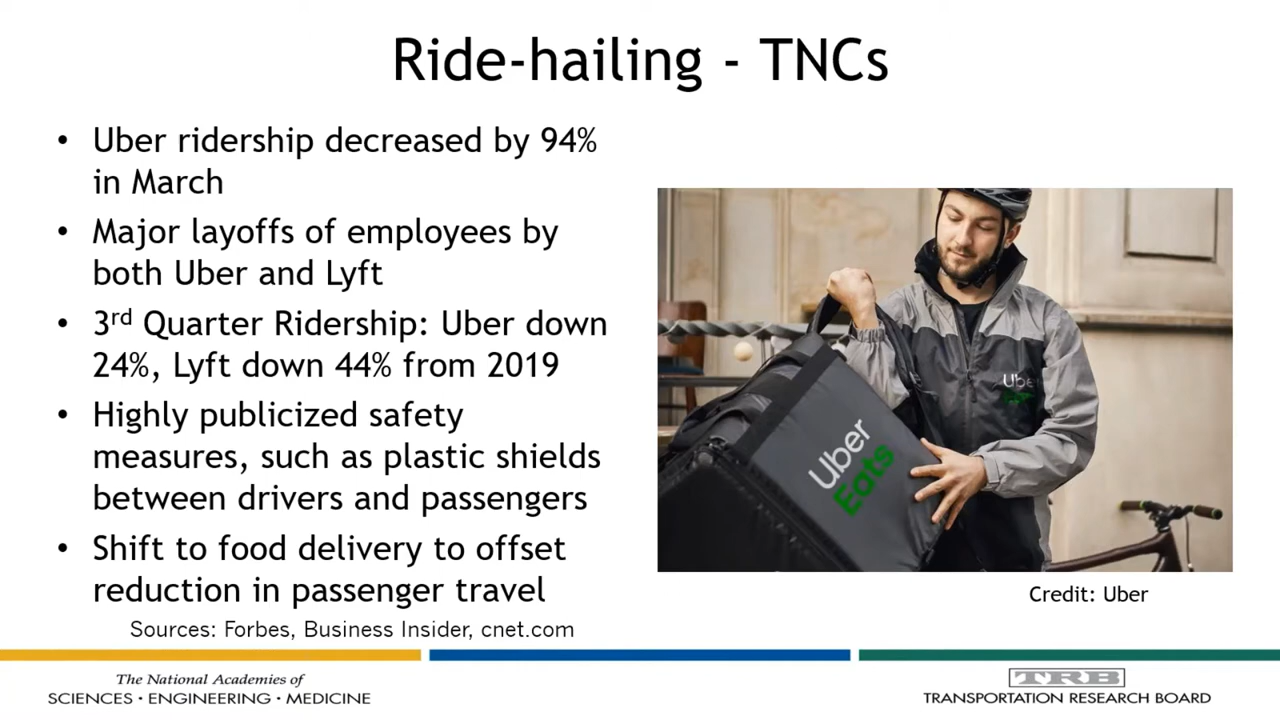 Ride-hailing - TNCs
• Uber ridership decreased by 94%
in March
• Major layoffs of employees by
both Uber and Lyft
• 3rd Quarter Ridership: Uber down
24%, Lyft down 44% from 2019
• Highly publicized safety
measures, such as plastic shields
between drivers and passengers
• Shift to food delivery to offset
reduction in passenger travel
Sources: Forbes, Business Insider, cnet.com
Uber
Uber
Eats
Credit: Uber
The National Academies of
SCIENCES • ENGINEERING • MEDICINE
TRB
TRANSPORTATION RESEARCH BOARD